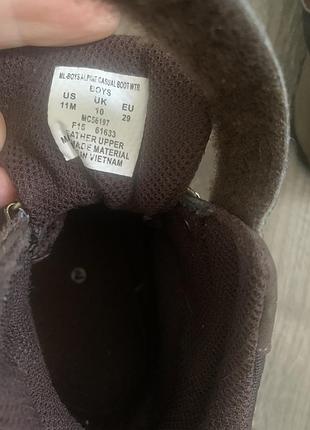 ML-BOYS ALPINE CASUAL BOOT WTR
BOYS
US UK EU
11M 10 29
MC56197
F15 61633
EATHER UPPER
MADE MATERIAL
IN VIETNAM